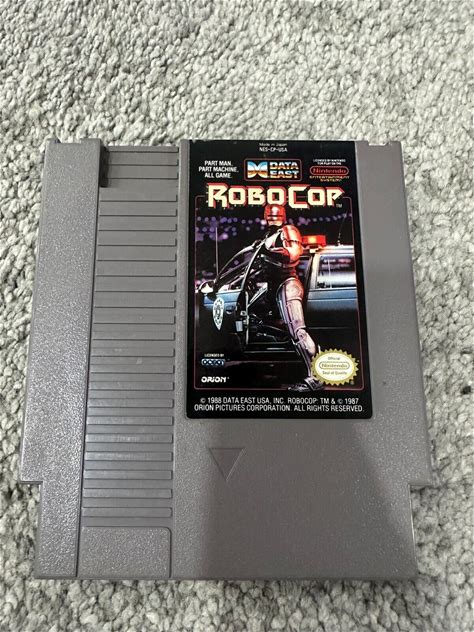 Made in Japan
NES-CP-USA
PART MAN.
PART MACHINE.
ALL GAME.
DATA
EAST
LICENSED BY NINTENDO
FOR PLAY ON THE
Nintendo
ENTERTAINMENT
SYSTEM
ROBOCOP TM
LICENSED BY
ocean
ORION
Official
Nintendo
Seal of Quality
© 1988 DATA EAST USA, INC. ROBOCOP TM & © 1987
ORION PICTURES CORPORATION. ALL RIGHTS RESERVED.